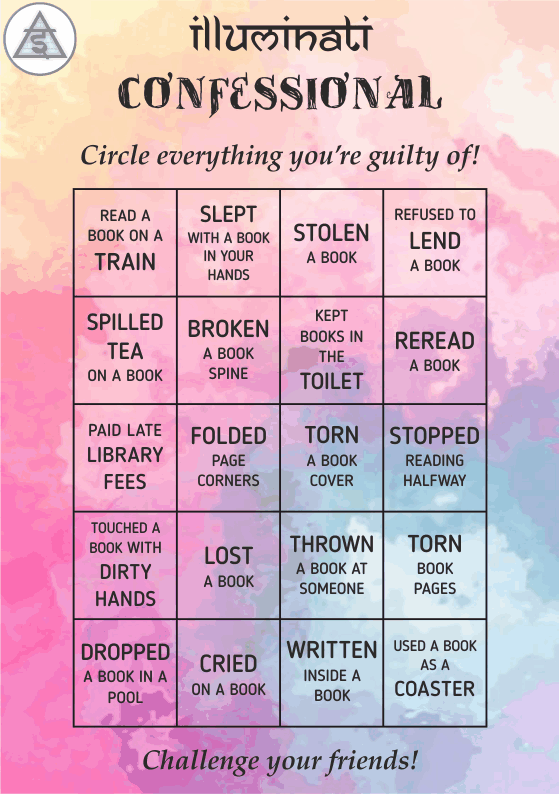 इ
illuminati
CONFESSIONAL
Circle everything you're guilty of!
READ A
BOOK ON A
TRAIN
SLEPT
WITH A BOOK
IN YOUR
HANDS
STOLEN
A BOOK
REFUSED TO
LEND
A BOOK
SPILLED
TEA
ON A BOOK
BROKEN
A BOOK
SPINE
KEPT
BOOKS IN
THE
TOILET
REREAD
A BOOK
PAID LATE
LIBRARY
FEES
FOLDED
PAGE
CORNERS
TORN
A BOOK
COVER
STOPPED
READING
HALFWAY
TOUCHED A
BOOK WITH
DIRTY
HANDS
LOST
A BOOK
THROWN
A BOOK AT
SOMEONE
TORN
BOOK
PAGES
DROPPED
A BOOK IN A
POOL
CRIED
ON A BOOK
WRITTEN
INSIDE A
BOOK
USED A BOOK
AS A
COASTER
Challenge your friends!